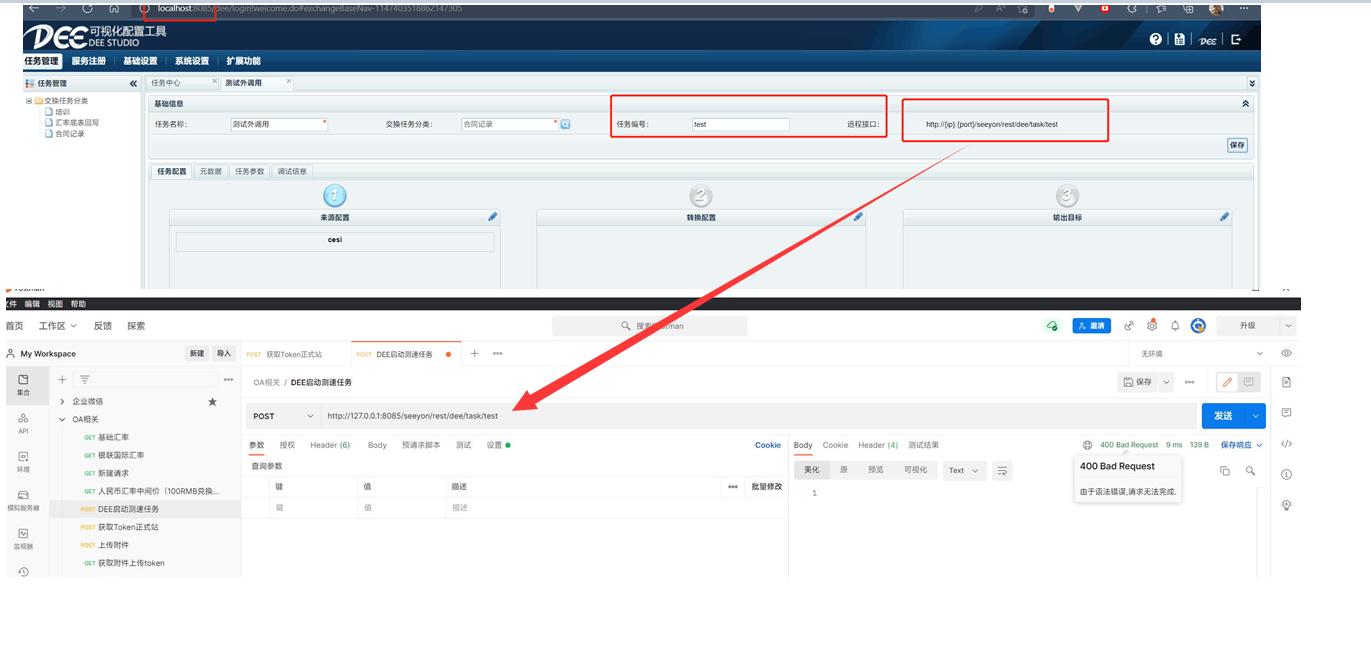 localhost:8085/dee/login!welcome.do#exchangeBaseNav-1147403518862147305
DEE 可视化配置工具
DEE STUDIO
DEE
任务管理 服务注册 基础设置 系统设置 扩展功能
任务管理 任务中心 测试外调用
交换任务分类
培训
汇率底表回写
合同记录
基础信息
任务名称: 测试外调用 * 交换任务分类: 合同记录 * 任务编号: test 远程接口: http://{ip}:{port}/seeyon/rest/dee/task/test
保存
任务配置 元数据 任务参数 调试信息
1 2 3
来源配置 转换配置 输出目标
cesi
文件 编辑 视图 帮助
首页 工作区 反馈 探索 邀请 升级
My Workspace 新建 导入 POST 获取Token正式站 POST DEE启动测速任务 无环境
集合 API 环境 模拟服务器 监视器
企业微信
OA相关
GET 基础汇率
GET 银联国际汇率
GET 新建请求
GET 人民币汇率中间价（100RMB兑换...
POST DEE启动测速任务
POST 获取Token正式站
POST 上传附件
GET 获取附件上传token
OA相关 / DEE启动测速任务 保存
POST http://127.0.0.1:8085/seeyon/rest/dee/task/test 发送
参数 授权 Header (6) Body 预请求脚本 测试 设置 Cookie
查询参数
键 值 描述 批量修改
键 值 描述
Body Cookie Header (4) 测试结果 400 Bad Request 9 ms 139 B 保存响应
美化 原 预览 可视化 Text
1
400 Bad Request
由于语法错误,请求无法完成.